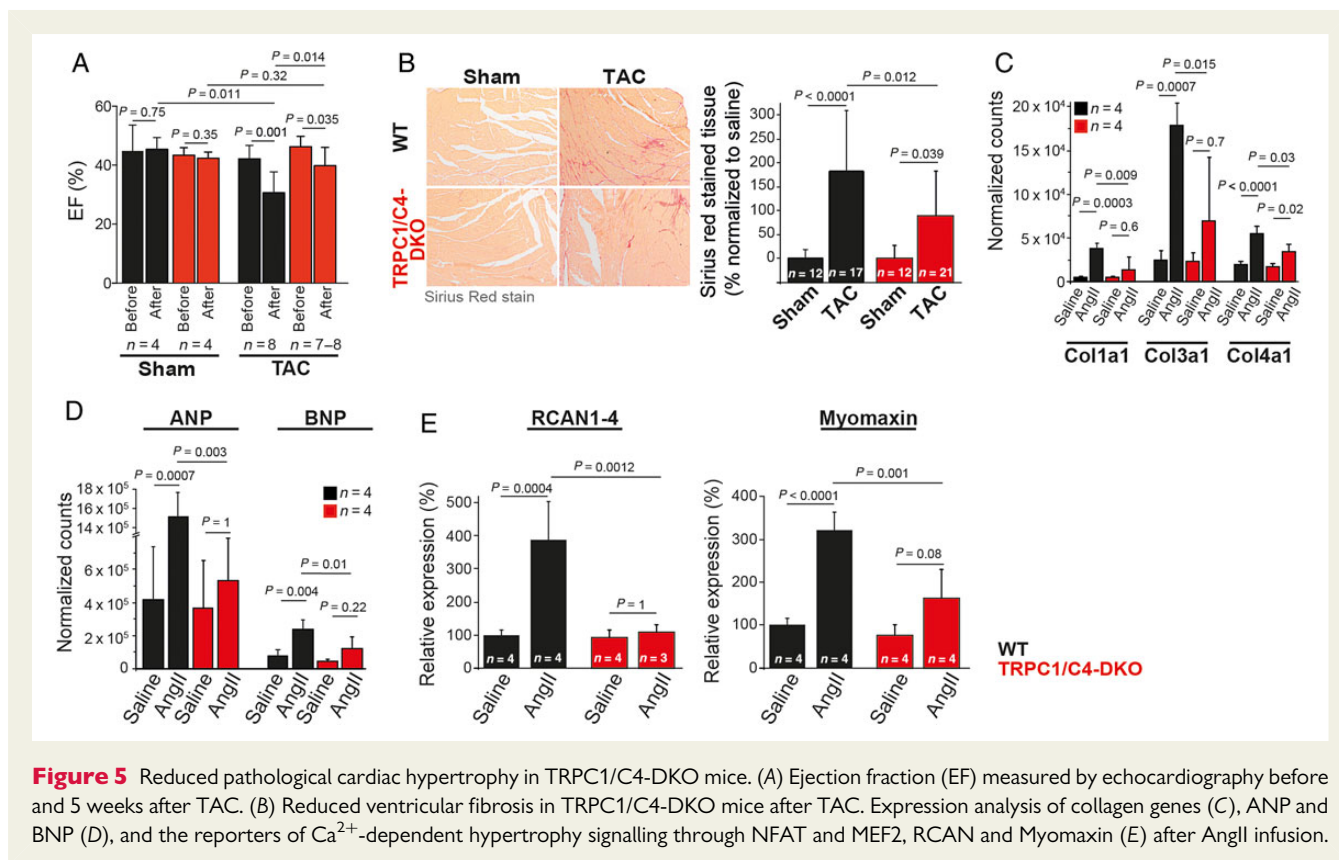 A
P = 0.014
P = 0.32
P = 0.011
P = 0.75
P = 0.35
P = 0.001
P = 0.035
EF (%)
60
40
20
0
Before
After
Before
After
Before
After
Before
After
n = 4
n = 4
n = 8
n = 7–8
Sham
TAC
B
Sham
TAC
WT
TRPC1/C4-
DKO
Sirius Red stain
Sirius red stained tissue
(% normalized to saline)
300
250
200
150
100
50
0
P < 0.0001
P = 0.012
P = 0.039
n = 12
n = 17
n = 12
n = 21
Sham
TAC
Sham
TAC
C
Normalized counts
20 x 10⁴
15 x 10⁴
10 x 10⁴
5 x 10⁴
0
n = 4
n = 4
P = 0.015
P = 0.0007
P = 0.7
P = 0.009
P = 0.0003
P = 0.6
P = 0.03
P < 0.0001
P = 0.02
Saline
AngII
Saline
AngII
Saline
AngII
Saline
AngII
Saline
AngII
Saline
AngII
Col1a1
Col3a1
Col4a1
D
ANP
BNP
Normalized counts
18 x 10⁵
16 x 10⁵
14 x 10⁵
6 x 10⁵
4 x 10⁵
2 x 10⁵
0
P = 0.003
P = 0.0007
P = 1
P = 0.01
P = 0.004
P = 0.22
n = 4
n = 4
Saline
AngII
Saline
AngII
Saline
AngII
Saline
AngII
E
RCAN1-4
Relative expression (%)
500
400
300
200
100
0
P = 0.0012
P = 0.0004
P = 1
n = 4
n = 4
n = 4
n = 3
Saline
AngII
Saline
AngII
Myomaxin
Relative expression (%)
400
300
200
100
0
P = 0.001
P < 0.0001
P = 0.08
n = 4
n = 4
n = 4
n = 4
Saline
AngII
Saline
AngII
WT
TRPC1/C4-DKO
Figure 5 Reduced pathological cardiac hypertrophy in TRPC1/C4-DKO mice. (A) Ejection fraction (EF) measured by echocardiography before
and 5 weeks after TAC. (B) Reduced ventricular fibrosis in TRPC1/C4-DKO mice after TAC. Expression analysis of collagen genes (C), ANP and
BNP (D), and the reporters of Ca²⁺-dependent hypertrophy signalling through NFAT and MEF2, RCAN and Myomaxin (E) after AngII infusion.